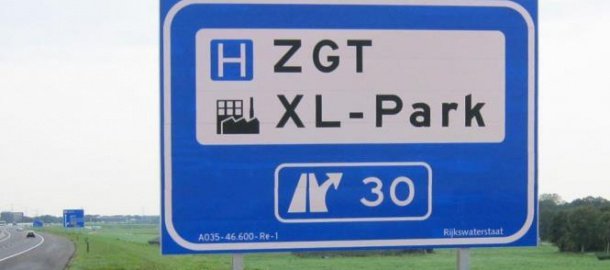 H ZGT
XL-Park
30
A035-46.600-Re-1 Rijkswaterstaat